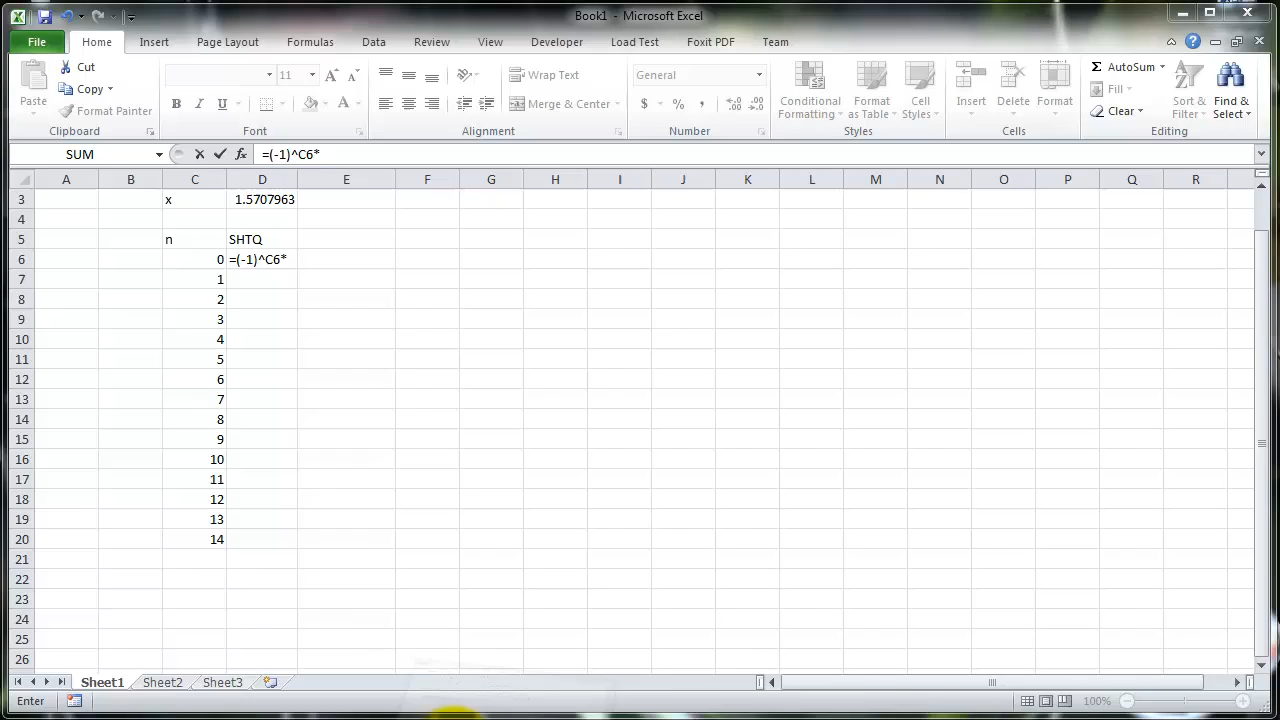 Book1 - Microsoft Excel
File Home Insert Page Layout Formulas Data Review View Developer Load Test Foxit PDF Team
Paste Cut 11 Wrap Text General Conditional Formatting Format as Table Cell Styles Insert Delete Format AutoSum Sort & Filter Find & Select
Copy B I U Merge & Center $ % , Fill
Format Painter Clear
Clipboard Font Alignment Number Styles Cells Editing
SUM fx =(-1)^C6*
A B C D E F G H I J K L M N O P Q R
3 x 1.5707963
4
5 n SHTQ
6 0 =(-1)^C6*
7 1
8 2
9 3
10 4
11 5
12 6
13 7
14 8
15 9
16 10
17 11
18 12
19 13
20 14
21
22
23
24
25
26
Sheet1 Sheet2 Sheet3
Enter 100%